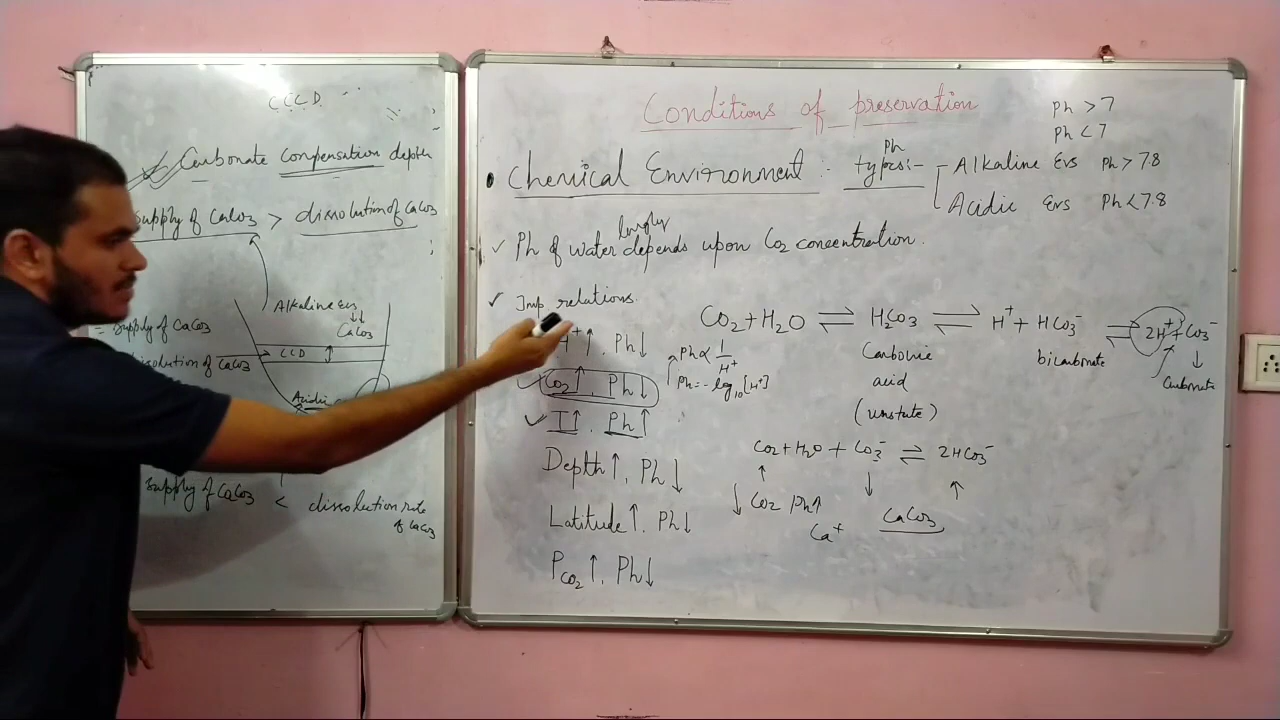 C C C D
Carbonate compensation depth
supply of CaCo3 > dissolution of CaCo3
Alkaline Evs
↓↓
CaCo3
= supply of CaCo3
dissolution of CaCo3
CCD
Acidic
supply of CaCo3 < dissolution rate
of CaCo3
Conditions of preservation
Ph > 7
Ph < 7
• Chemical Environment :- Ph types:-
Alkaline Evs Ph > 7.8
Acidic Evs Ph < 7.8
✓ Ph of water largly depends upon Co2 concentration.
✓ Imp relations.
H+↑, Ph↓
Co2↑, Ph↓
✓ T↑, Ph↑
Depth↑, Ph↓
Latitude↑, Ph↓
Pco2↑, Ph↓
Ph ∝ 1/H+
Ph = -log10 [H+]
Co2 + H2O ⇌ H2Co3 ⇌ H+ + HCo3- ⇌ 2H+ + Co3-
Carbonic
acid
(unstate)
bicarbonate
↓
Carbonate
Co2 + H2O + Co3- ⇌ 2HCo3-
↓ Co2 Ph↑
Ca+
CaCo3